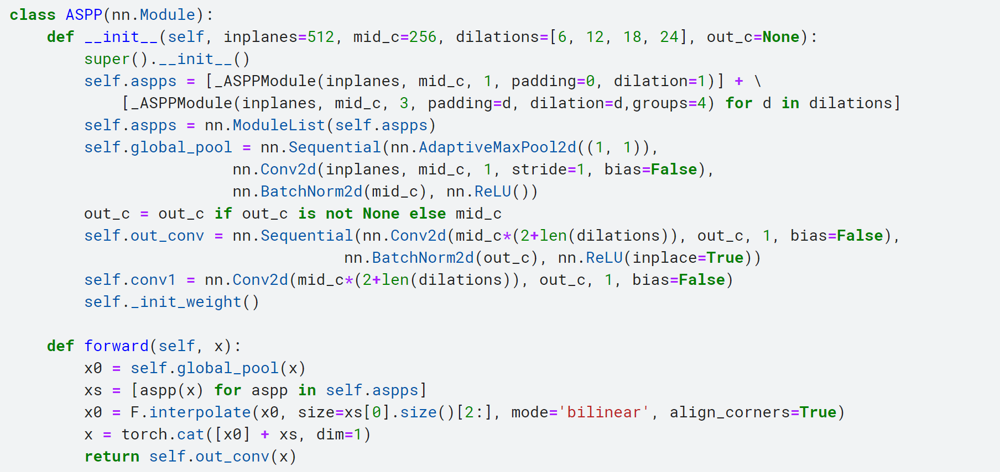 class ASPP(nn.Module):
    def __init__(self, inplanes=512, mid_c=256, dilations=[6, 12, 18, 24], out_c=None):
        super().__init__()
        self.aspps = [_ASPPModule(inplanes, mid_c, 1, padding=0, dilation=1)] + \
            [_ASPPModule(inplanes, mid_c, 3, padding=d, dilation=d,groups=4) for d in dilations]
        self.aspps = nn.ModuleList(self.aspps)
        self.global_pool = nn.Sequential(nn.AdaptiveMaxPool2d((1, 1)),
                        nn.Conv2d(inplanes, mid_c, 1, stride=1, bias=False),
                        nn.BatchNorm2d(mid_c), nn.ReLU())
        out_c = out_c if out_c is not None else mid_c
        self.out_conv = nn.Sequential(nn.Conv2d(mid_c*(2+len(dilations)), out_c, 1, bias=False),
                                    nn.BatchNorm2d(out_c), nn.ReLU(inplace=True))
        self.conv1 = nn.Conv2d(mid_c*(2+len(dilations)), out_c, 1, bias=False)
        self._init_weight()

    def forward(self, x):
        x0 = self.global_pool(x)
        xs = [aspp(x) for aspp in self.aspps]
        x0 = F.interpolate(x0, size=xs[0].size()[2:], mode='bilinear', align_corners=True)
        x = torch.cat([x0] + xs, dim=1)
        return self.out_conv(x)